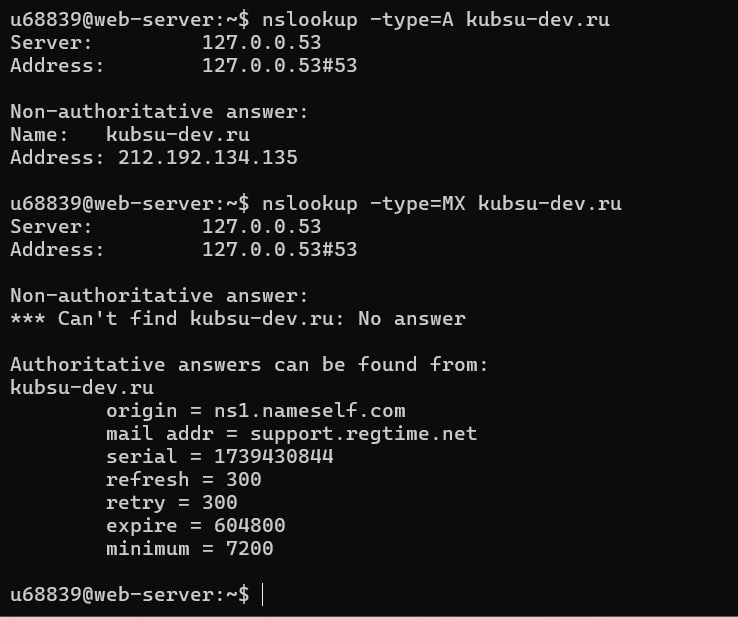 u68839@web-server:~$ nslookup -type=A kubsu-dev.ru
Server:         127.0.0.53
Address:        127.0.0.53#53

Non-authoritative answer:
Name:   kubsu-dev.ru
Address: 212.192.134.135

u68839@web-server:~$ nslookup -type=MX kubsu-dev.ru
Server:         127.0.0.53
Address:        127.0.0.53#53

Non-authoritative answer:
*** Can't find kubsu-dev.ru: No answer

Authoritative answers can be found from:
kubsu-dev.ru
        origin = ns1.nameself.com
        mail addr = support.regtime.net
        serial = 1739430844
        refresh = 300
        retry = 300
        expire = 604800
        minimum = 7200

u68839@web-server:~$